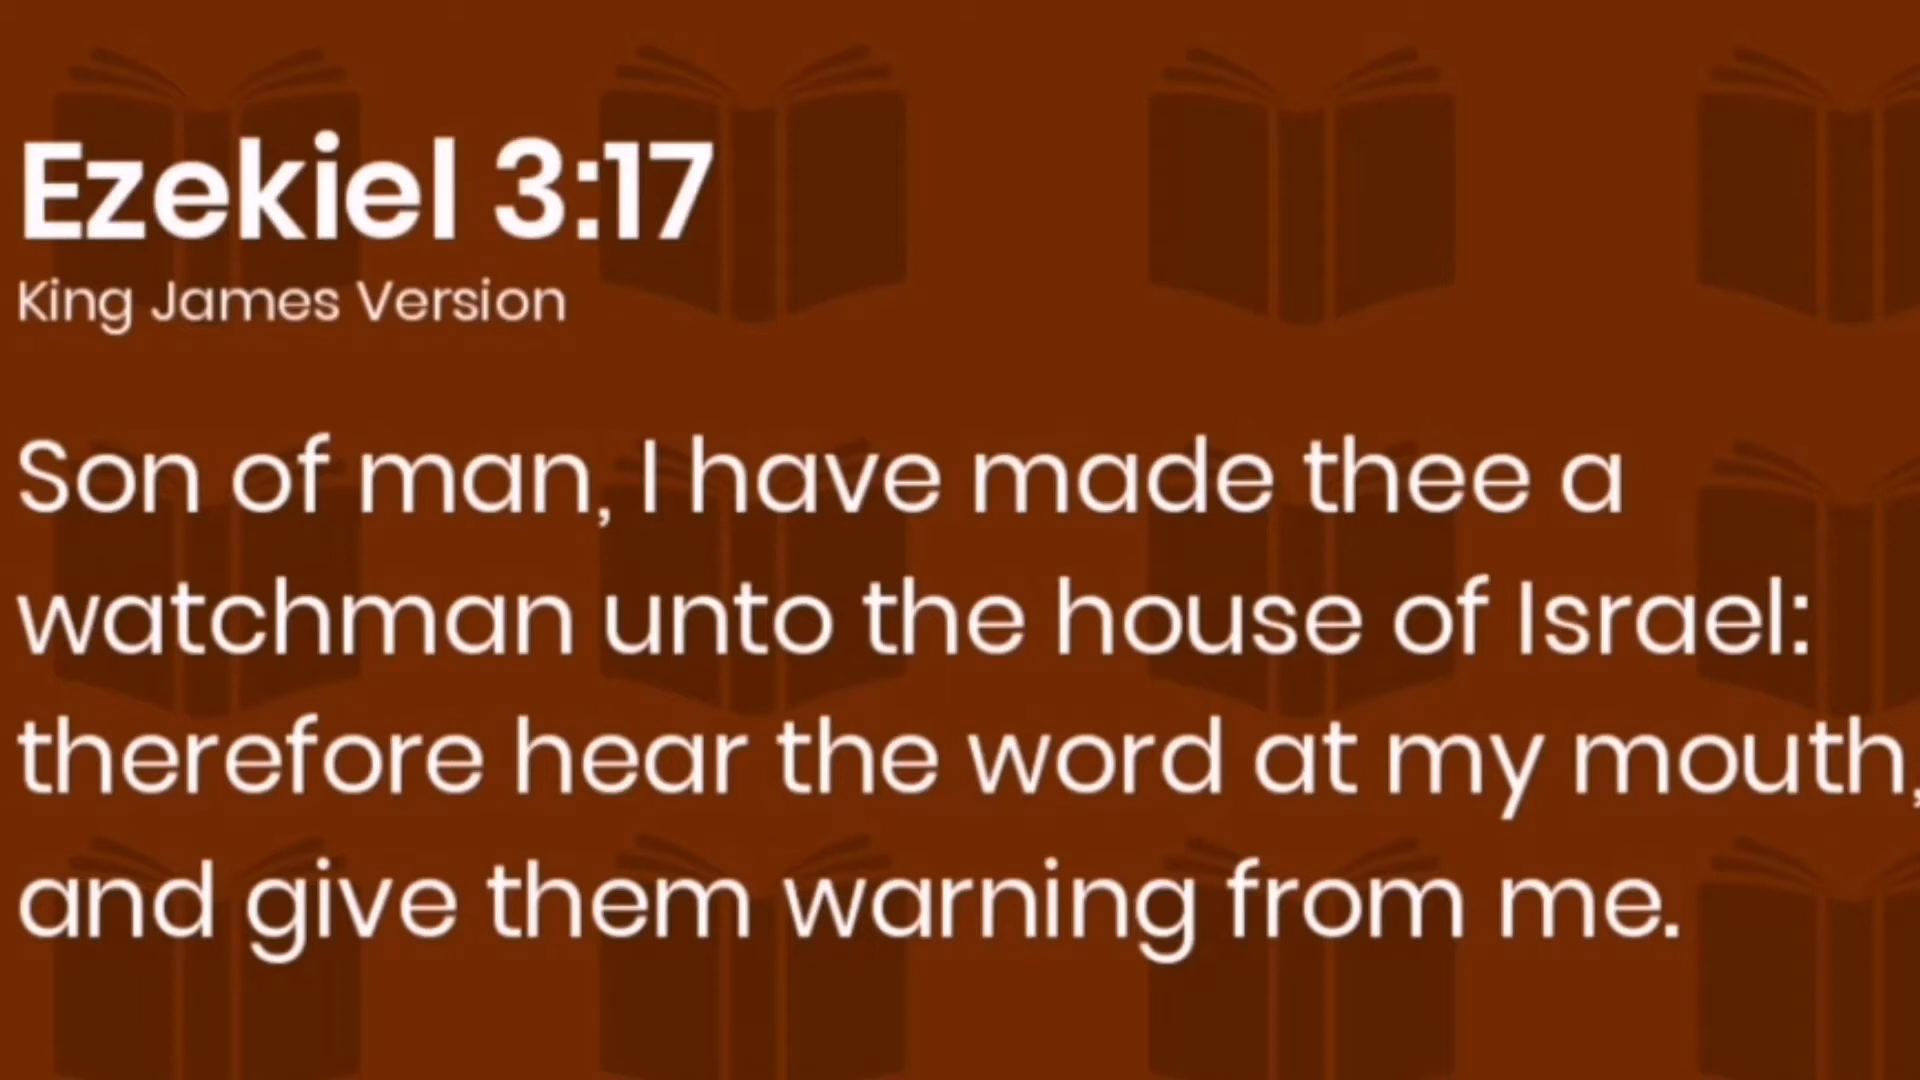 Ezekiel 3:17
King James Version
Son of man, I have made thee a
watchman unto the house of Israel:
therefore hear the word at my mouth,
and give them warning from me.